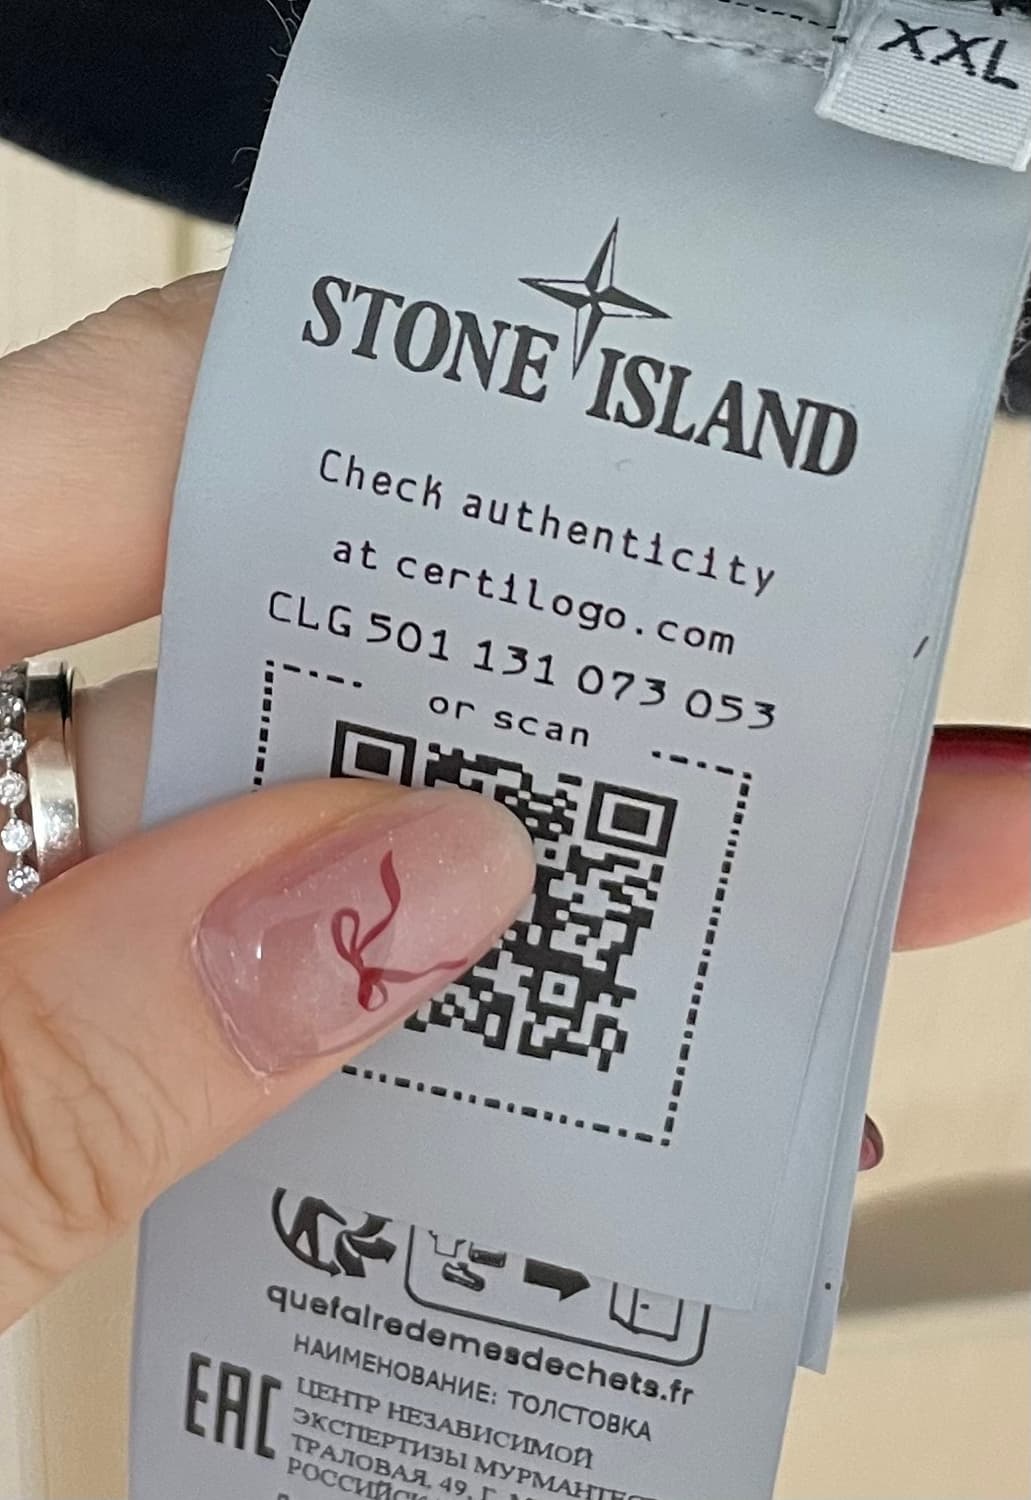 XXL
STONE ISLAND
Check authenticity
at certilogo.com
CLG 501 131 073 053
or scan
quefairedemesdechets.fr
НАИМЕНОВАНИЕ: ТОЛСТОВКА
EAC
ЦЕНТР НЕЗАВИСИМОЙ
ЭКСПЕРТИЗЫ
ТРАЛОВАЯ, 49, Г.